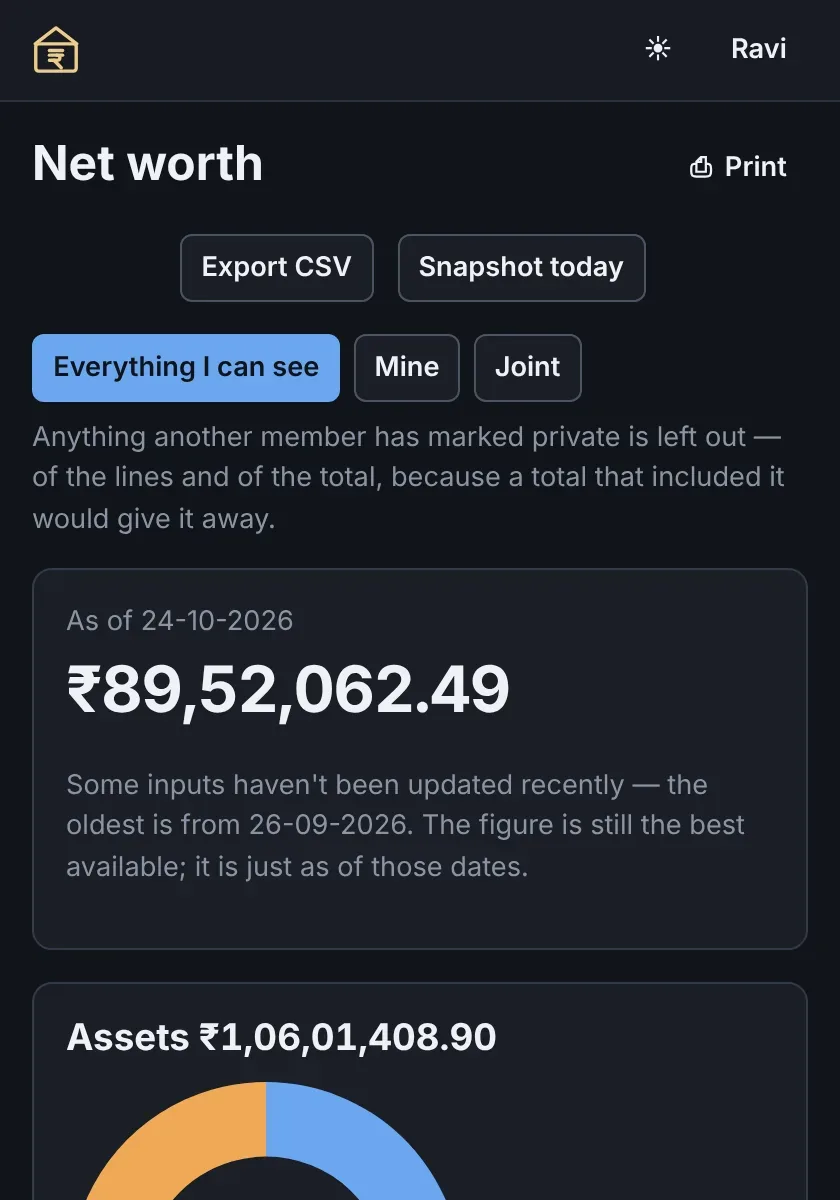 Ravi
Net worth
Print
Export CSV
Snapshot today
Everything I can see
Mine
Joint
Anything another member has marked private is left out —
of the lines and of the total, because a total that included it
would give it away.
As of 24-10-2026
₹89,52,062.49
Some inputs haven't been updated recently — the
oldest is from 26-09-2026. The figure is still the best
available; it is just as of those dates.
Assets ₹1,06,01,408.90